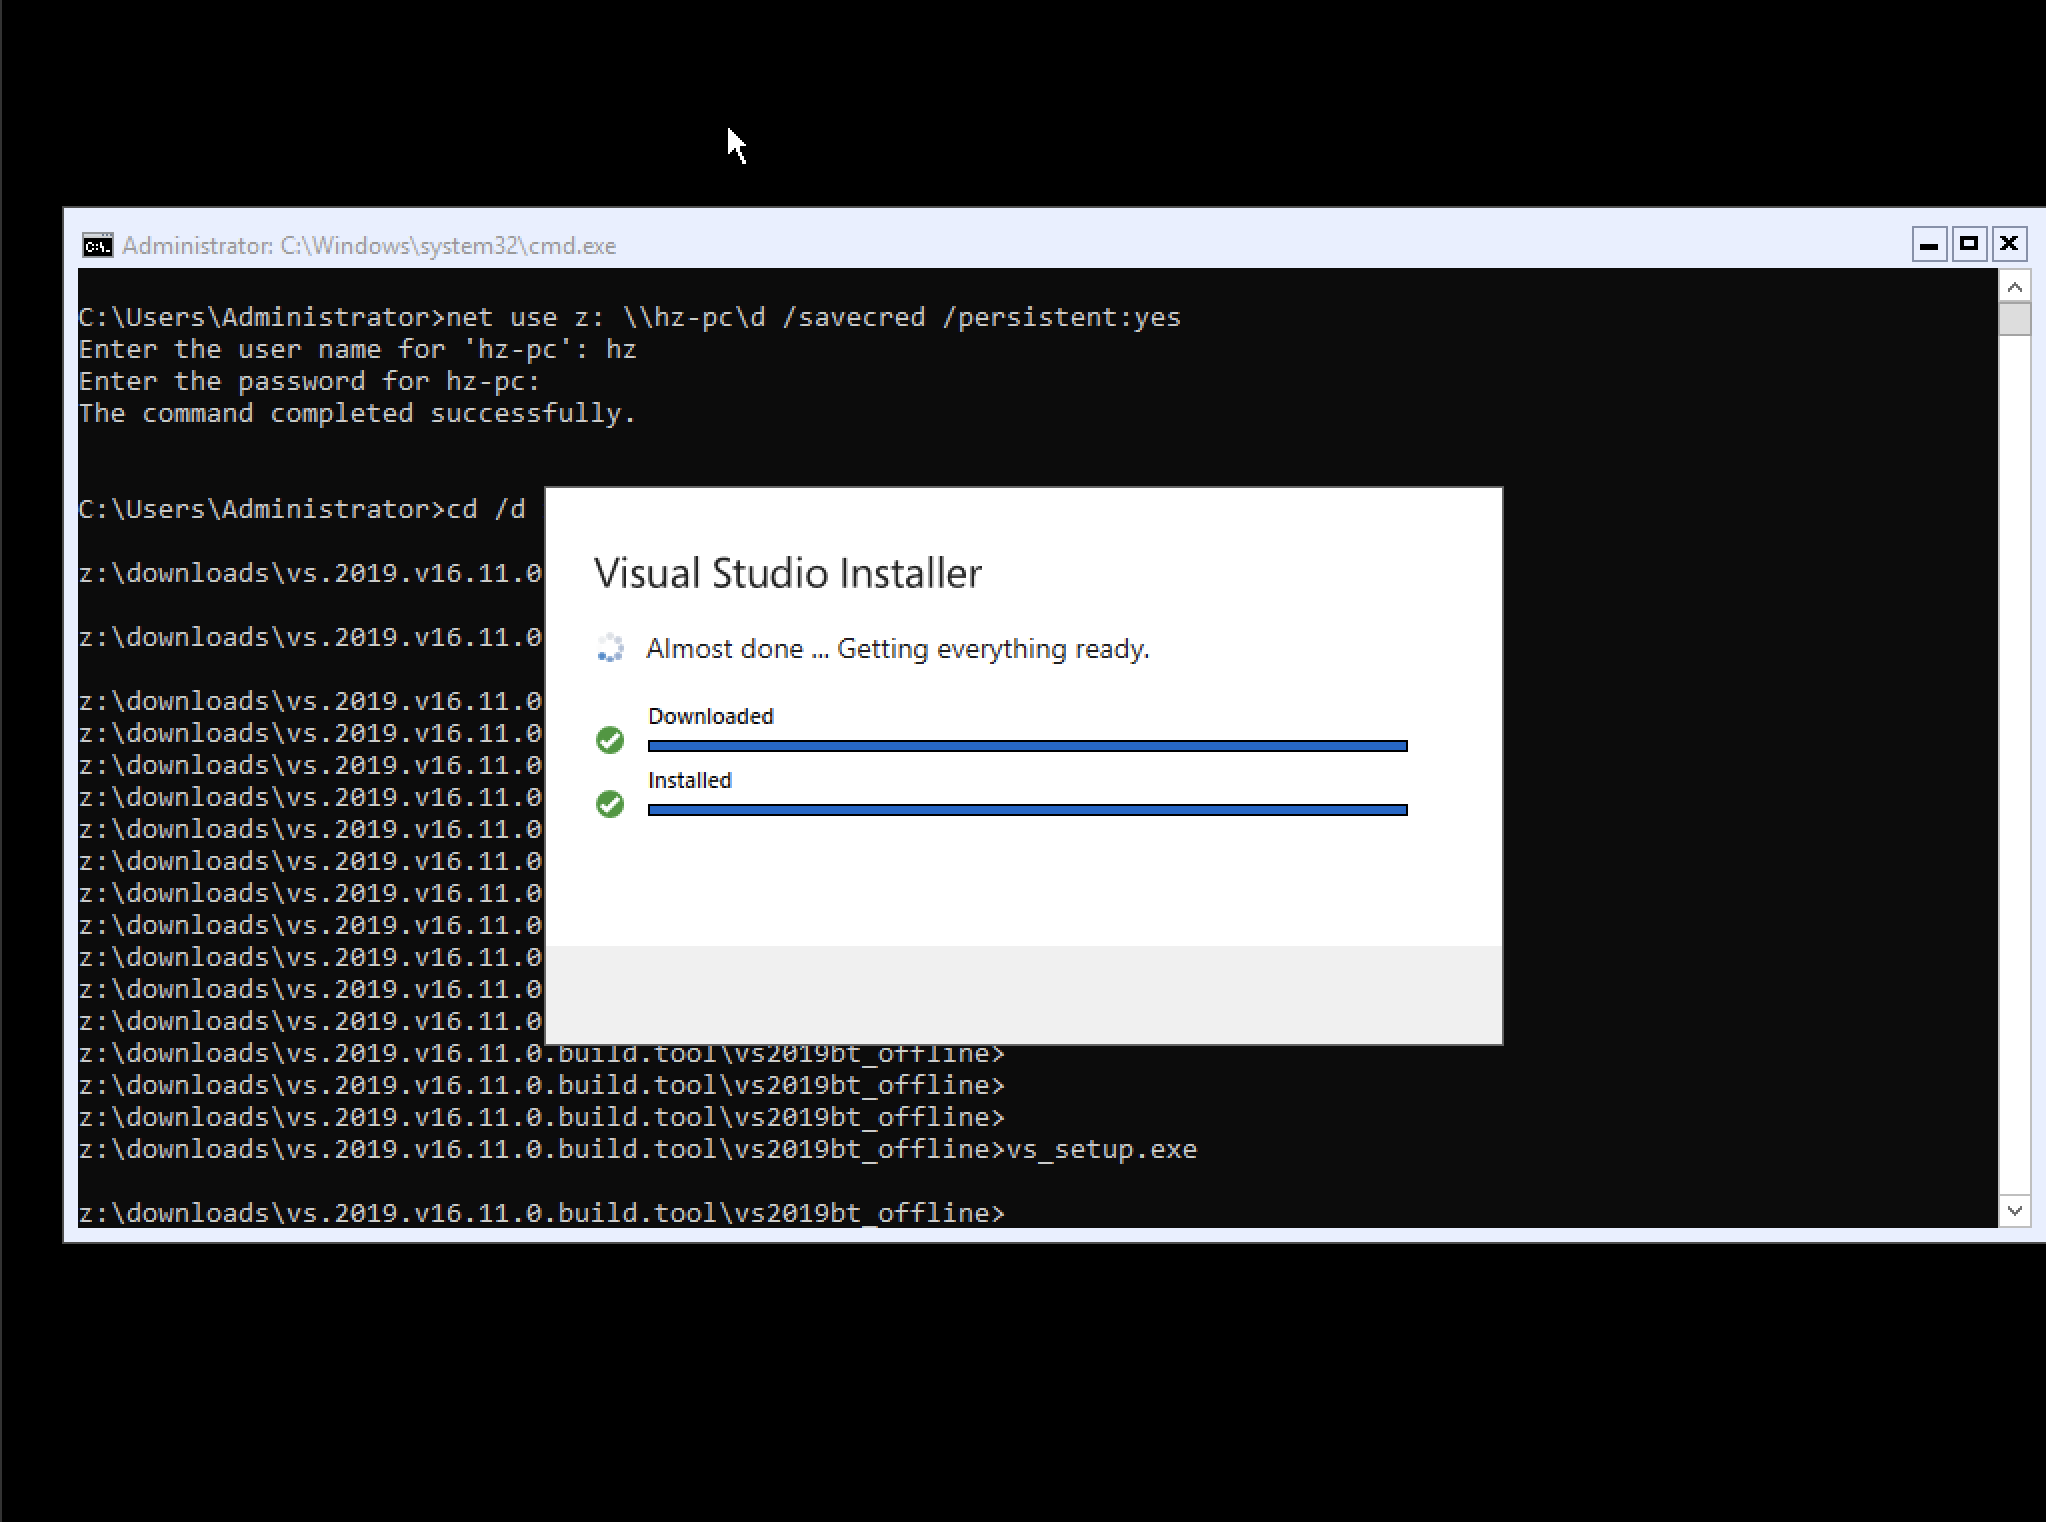 Administrator: C:\Windows\system32\cmd.exe
C:\Users\Administrator>net use z: \\hz-pc\d /savecred /persistent:yes
Enter the user name for 'hz-pc': hz
Enter the password for hz-pc:
The command completed successfully.
C:\Users\Administrator>cd /d
z:\downloads\vs.2019.v16.11.0
z:\downloads\vs.2019.v16.11.0
z:\downloads\vs.2019.v16.11.0
z:\downloads\vs.2019.v16.11.0
z:\downloads\vs.2019.v16.11.0
z:\downloads\vs.2019.v16.11.0
z:\downloads\vs.2019.v16.11.0
z:\downloads\vs.2019.v16.11.0
z:\downloads\vs.2019.v16.11.0
z:\downloads\vs.2019.v16.11.0
z:\downloads\vs.2019.v16.11.0
z:\downloads\vs.2019.v16.11.0
z:\downloads\vs.2019.v16.11.0
z:\downloads\vs.2019.v16.11.0.build.tool\vs2019bt_offline>
z:\downloads\vs.2019.v16.11.0.build.tool\vs2019bt_offline>
z:\downloads\vs.2019.v16.11.0.build.tool\vs2019bt_offline>
z:\downloads\vs.2019.v16.11.0.build.tool\vs2019bt_offline>vs_setup.exe
z:\downloads\vs.2019.v16.11.0.build.tool\vs2019bt_offline>
Visual Studio Installer
Almost done ... Getting everything ready.
Downloaded
Installed